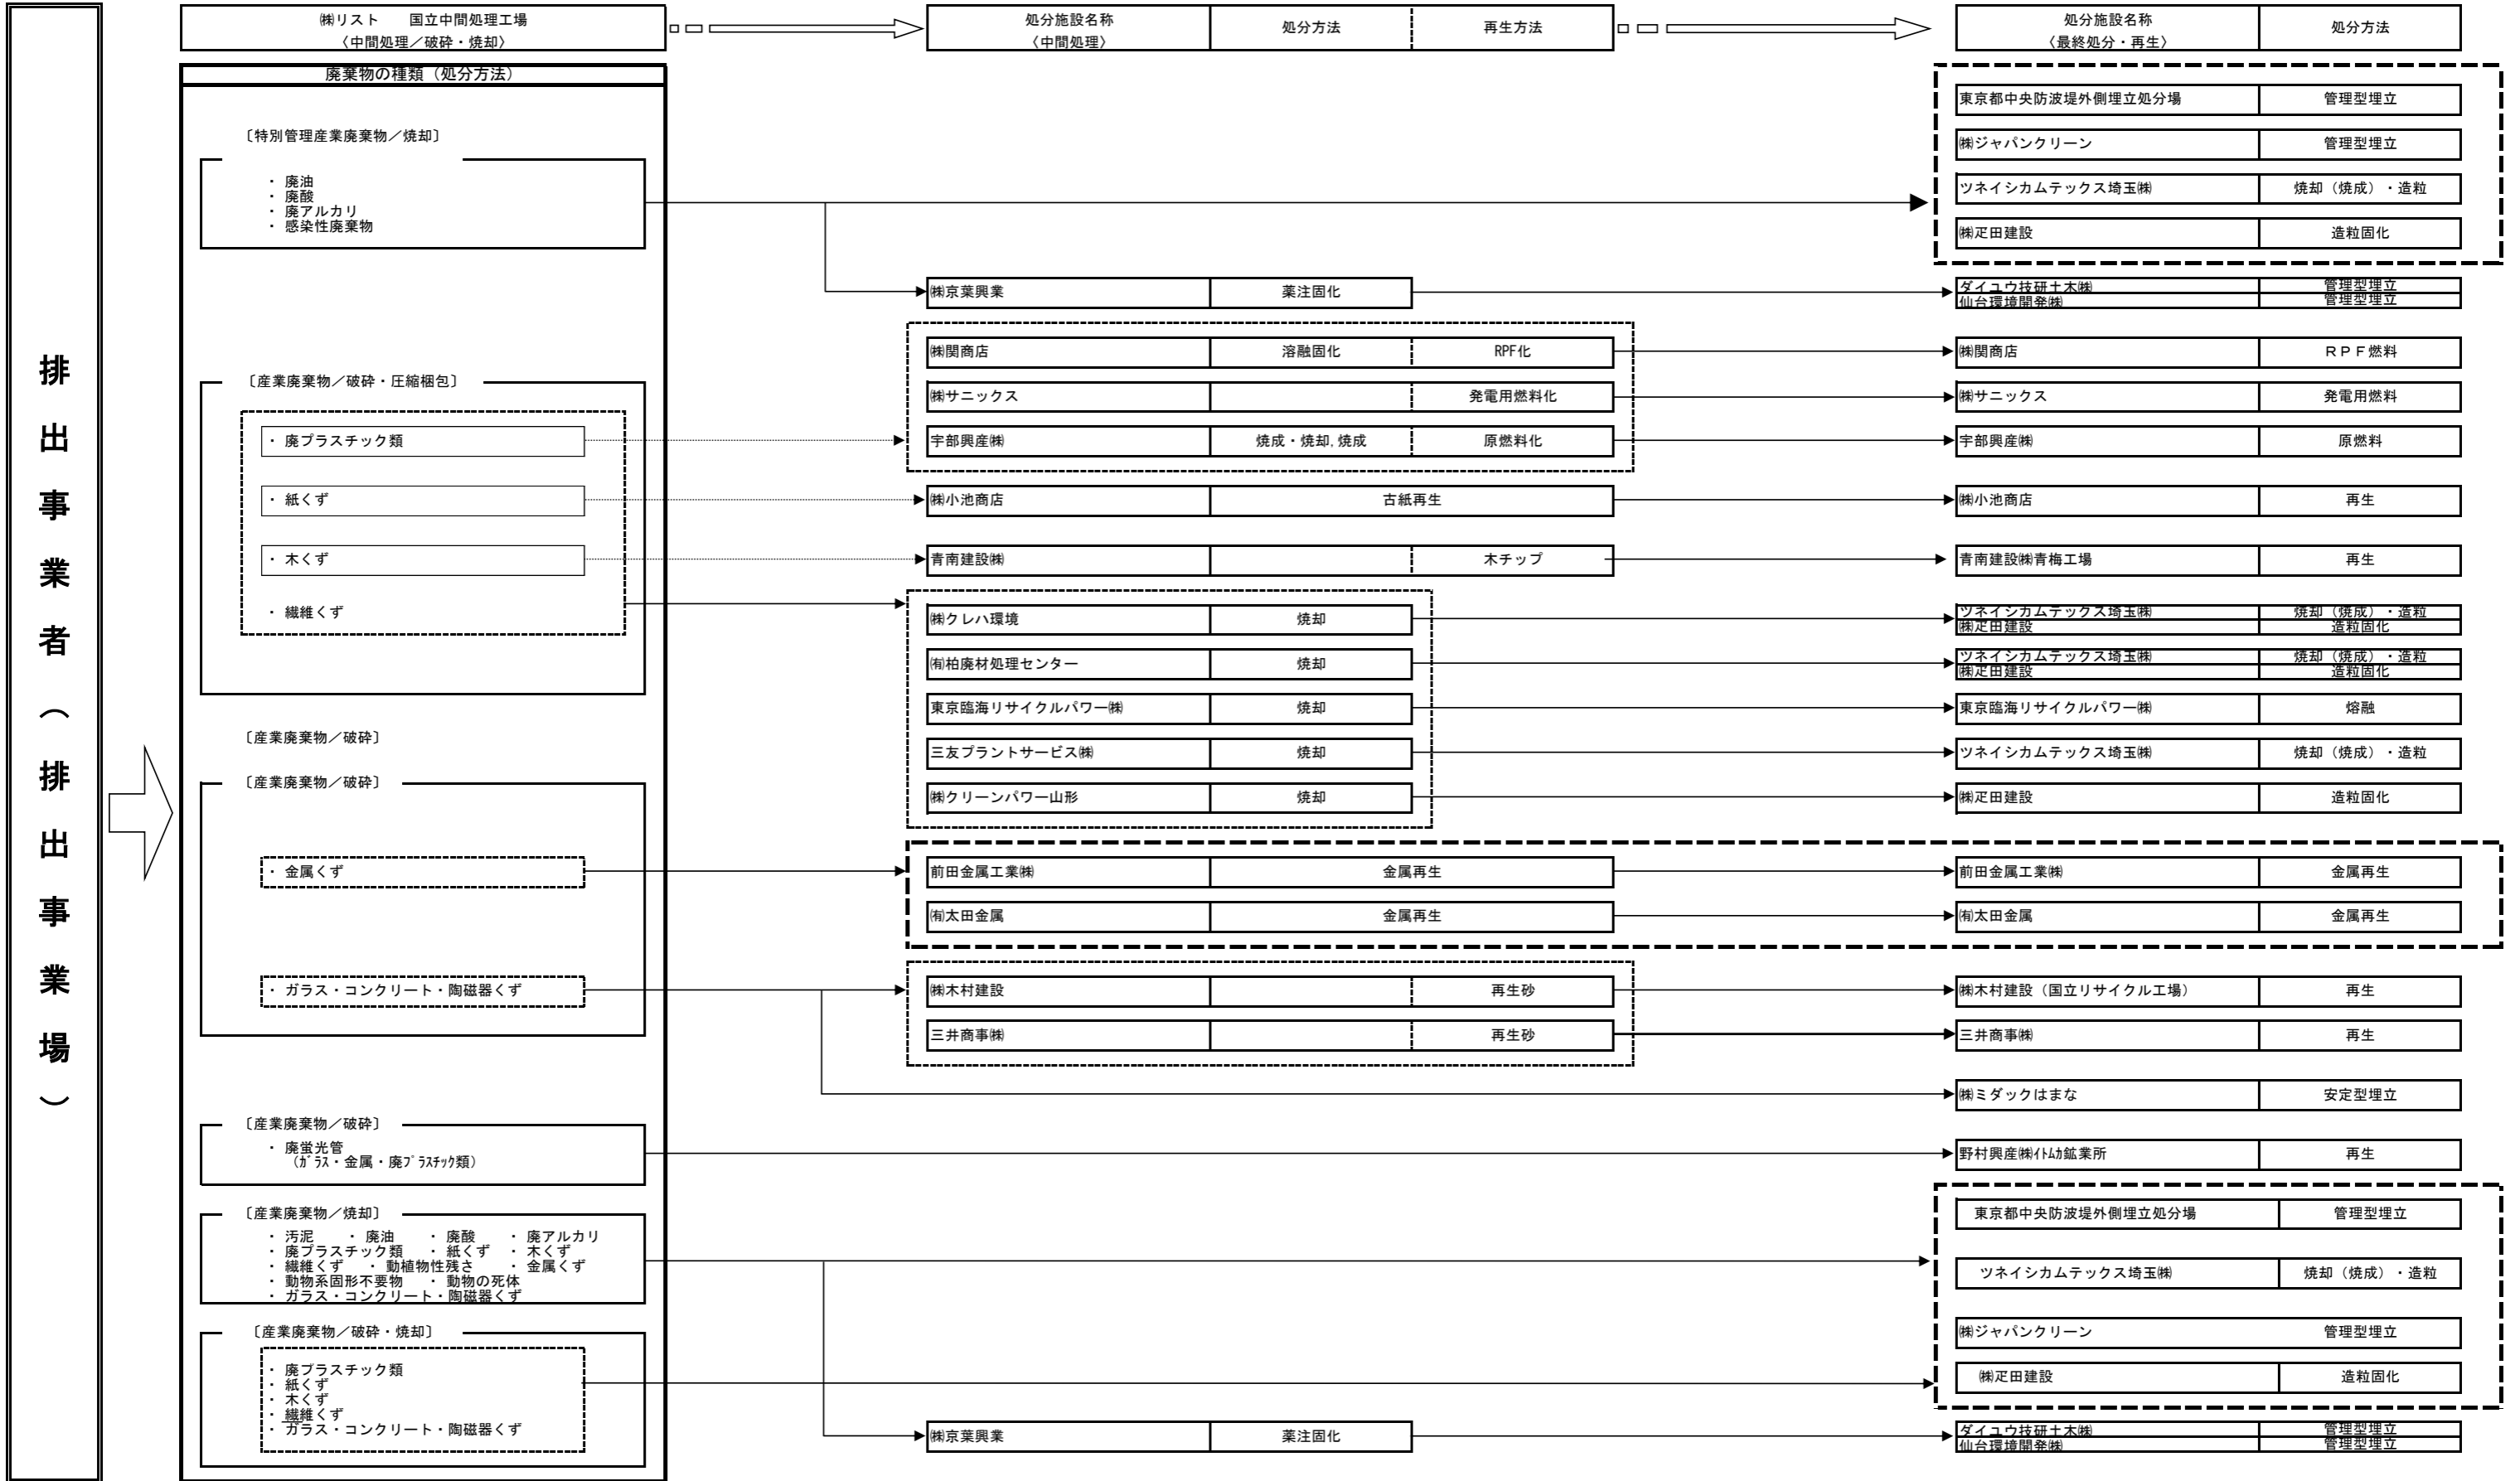 排出事業者（排出事業場）
㈱リスト　国立中間処理工場
〈中間処理／破砕・焼却〉
処分施設名称
〈中間処理〉
処分方法
再生方法
処分施設名称
〈最終処分・再生〉
処分方法
廃棄物の種類（処分方法）
〔特別管理産業廃棄物／焼却〕
・ 廃油
・ 廃酸
・ 廃アルカリ
・ 感染性廃棄物
東京都中央防波堤外側埋立処分場 管理型埋立
㈱ジャパンクリーン 管理型埋立
ツネイシカムテックス埼玉㈱ 焼却（焼成）・造粒
㈱疋田建設 造粒固化
㈱京葉興業 薬注固化
ダイユウ技研土木㈱ 管理型埋立
仙台環境開発㈱ 管理型埋立
〔産業廃棄物／破砕・圧縮梱包〕
・ 廃プラスチック類
・ 紙くず
・ 木くず
・ 繊維くず
㈱関商店 溶融固化 RPF化
㈱関商店 ＲＰＦ燃料
㈱サニックス 発電用燃料化
㈱サニックス 発電用燃料
宇部興産㈱ 焼成・焼却,焼成 原燃料化
宇部興産㈱ 原燃料
㈱小池商店 古紙再生
㈱小池商店 再生
青南建設㈱ 木チップ
青南建設㈱青梅工場 再生
㈱クレハ環境 焼却
ツネイシカムテックス埼玉㈱ 焼却（焼成）・造粒
㈱疋田建設 造粒固化
㈲柏廃材処理センター 焼却
ツネイシカムテックス埼玉㈱ 焼却（焼成）・造粒
㈱疋田建設 造粒固化
東京臨海リサイクルパワー㈱ 焼却
東京臨海リサイクルパワー㈱ 熔融
三友プラントサービス㈱ 焼却
ツネイシカムテックス埼玉㈱ 焼却（焼成）・造粒
㈱クリーンパワー山形 焼却
㈱疋田建設 造粒固化
〔産業廃棄物／破砕〕
〔産業廃棄物／破砕〕
・ 金属くず
前田金属工業㈱ 金属再生
前田金属工業㈱ 金属再生
㈲太田金属 金属再生
㈲太田金属 金属再生
・ ガラス・コンクリート・陶磁器くず
㈱木村建設 再生砂
㈱木村建設（国立リサイクル工場） 再生
三井商事㈱ 再生砂
三井商事㈱ 再生
㈱ミダックはまな 安定型埋立
〔産業廃棄物／破砕〕
・ 廃蛍光管
（ｶﾞﾗｽ・金属・廃ﾌﾟﾗｽﾁｯｸ類）
野村興産㈱ｲﾄﾑｶ鉱業所 再生
〔産業廃棄物／焼却〕
・ 汚泥 ・ 廃油 ・ 廃酸 ・ 廃アルカリ
・ 廃プラスチック類 ・ 紙くず ・ 木くず
・ 繊維くず ・ 動植物性残さ ・ 金属くず
・ 動物系固形不要物 ・ 動物の死体
・ ガラス・コンクリート・陶磁器くず
東京都中央防波堤外側埋立処分場 管理型埋立
ツネイシカムテックス埼玉㈱ 焼却（焼成）・造粒
㈱ジャパンクリーン 管理型埋立
㈱疋田建設 造粒固化
〔産業廃棄物／破砕・焼却〕
・ 廃プラスチック類
・ 紙くず
・ 木くず
・ 繊維くず
・ ガラス・コンクリート・陶磁器くず
㈱京葉興業 薬注固化
ダイユウ技研土木㈱ 管理型埋立
仙台環境開発㈱ 管理型埋立